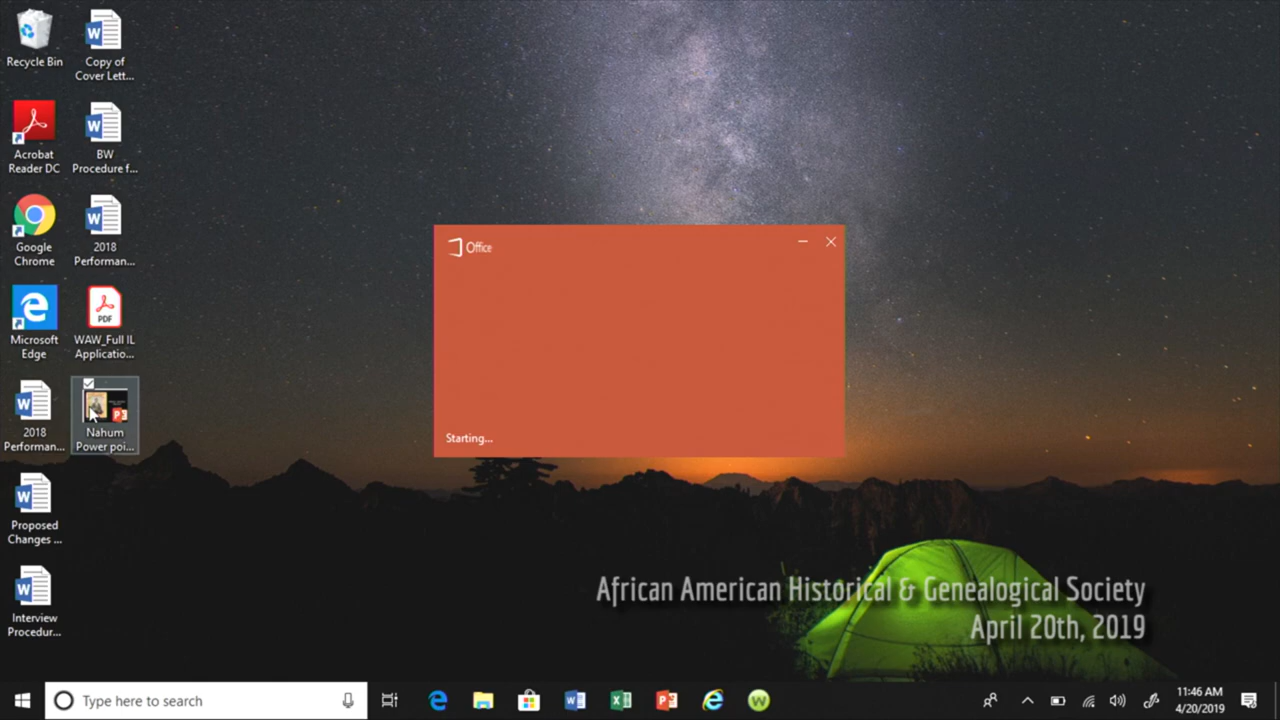 Recycle Bin
Copy of
Cover Lett...
Acrobat
Reader DC
BW
Procedure f...
Google
Chrome
2018
Performan...
Microsoft
Edge
PDF
WAW_Full IL
Applicatio...
2018
Performan...
Nahum
Power poi...
Proposed
Changes ...
Interview
Procedur...
Office
Starting...
African American Historical & Genealogical Society
April 20th, 2019
Type here to search
11:46 AM
4/20/2019